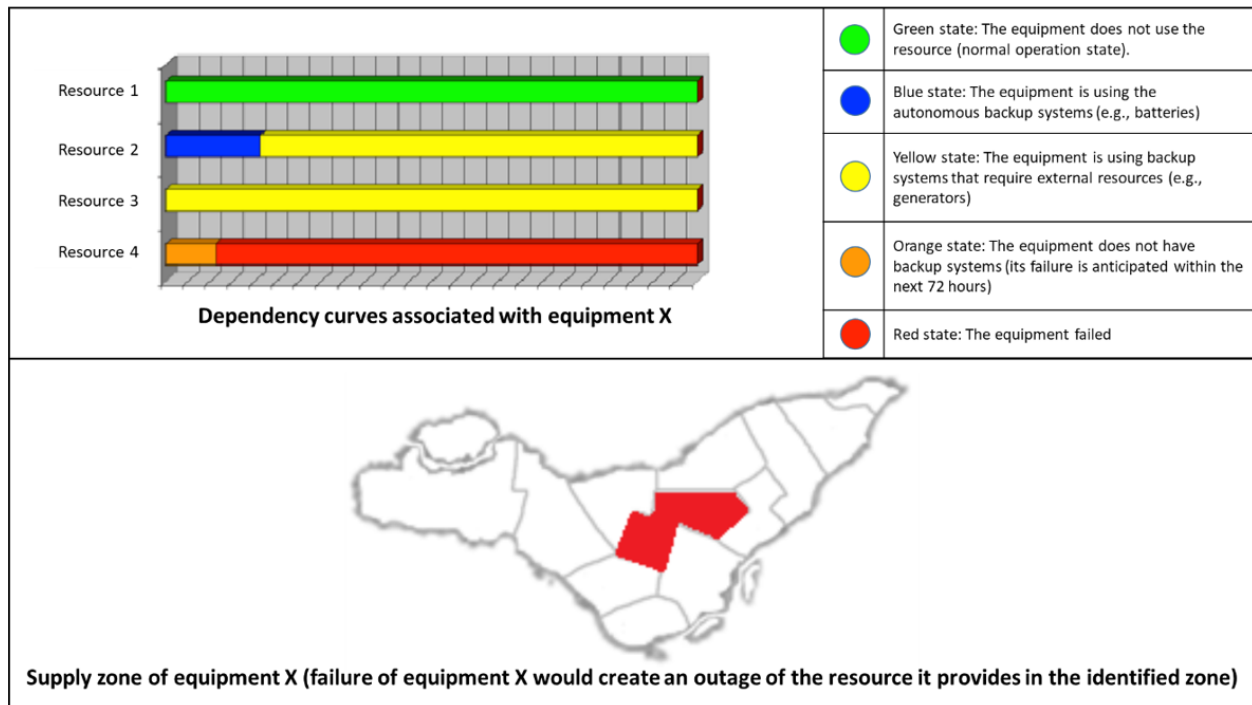 Resource 1
Resource 2
Resource 3
Resource 4
Dependency curves associated with equipment X
Green state: The equipment does not use the
resource (normal operation state).
Blue state: The equipment is using the
autonomous backup systems (e.g., batteries)
Yellow state: The equipment is using backup
systems that require external resources (e.g.,
generators)
Orange state: The equipment does not have
backup systems (its failure is anticipated within the
next 72 hours)
Red state: The equipment failed
Supply zone of equipment X (failure of equipment X would create an outage of the resource it provides in the identified zone)